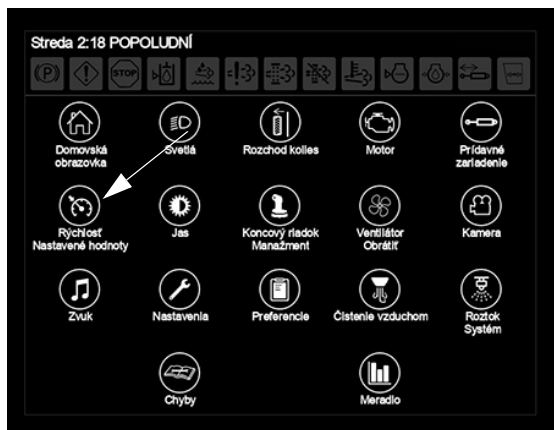 Streda 2:18 POPOLUDNÍ
(P) STOP
Domovská
obrazovka
Svetlá
Rozchod kolies
Motor
Prídavné
zariadenie
Rýchlosť
Nastavené hodnoty
Jas
Koncový riadok
Manažment
Ventilátor
Obrátiť
Kamera
Zvuk
Nastavenia
Preferencie
Čistenie vzduchom
Roztok
Systém
Chyby
Meradlo